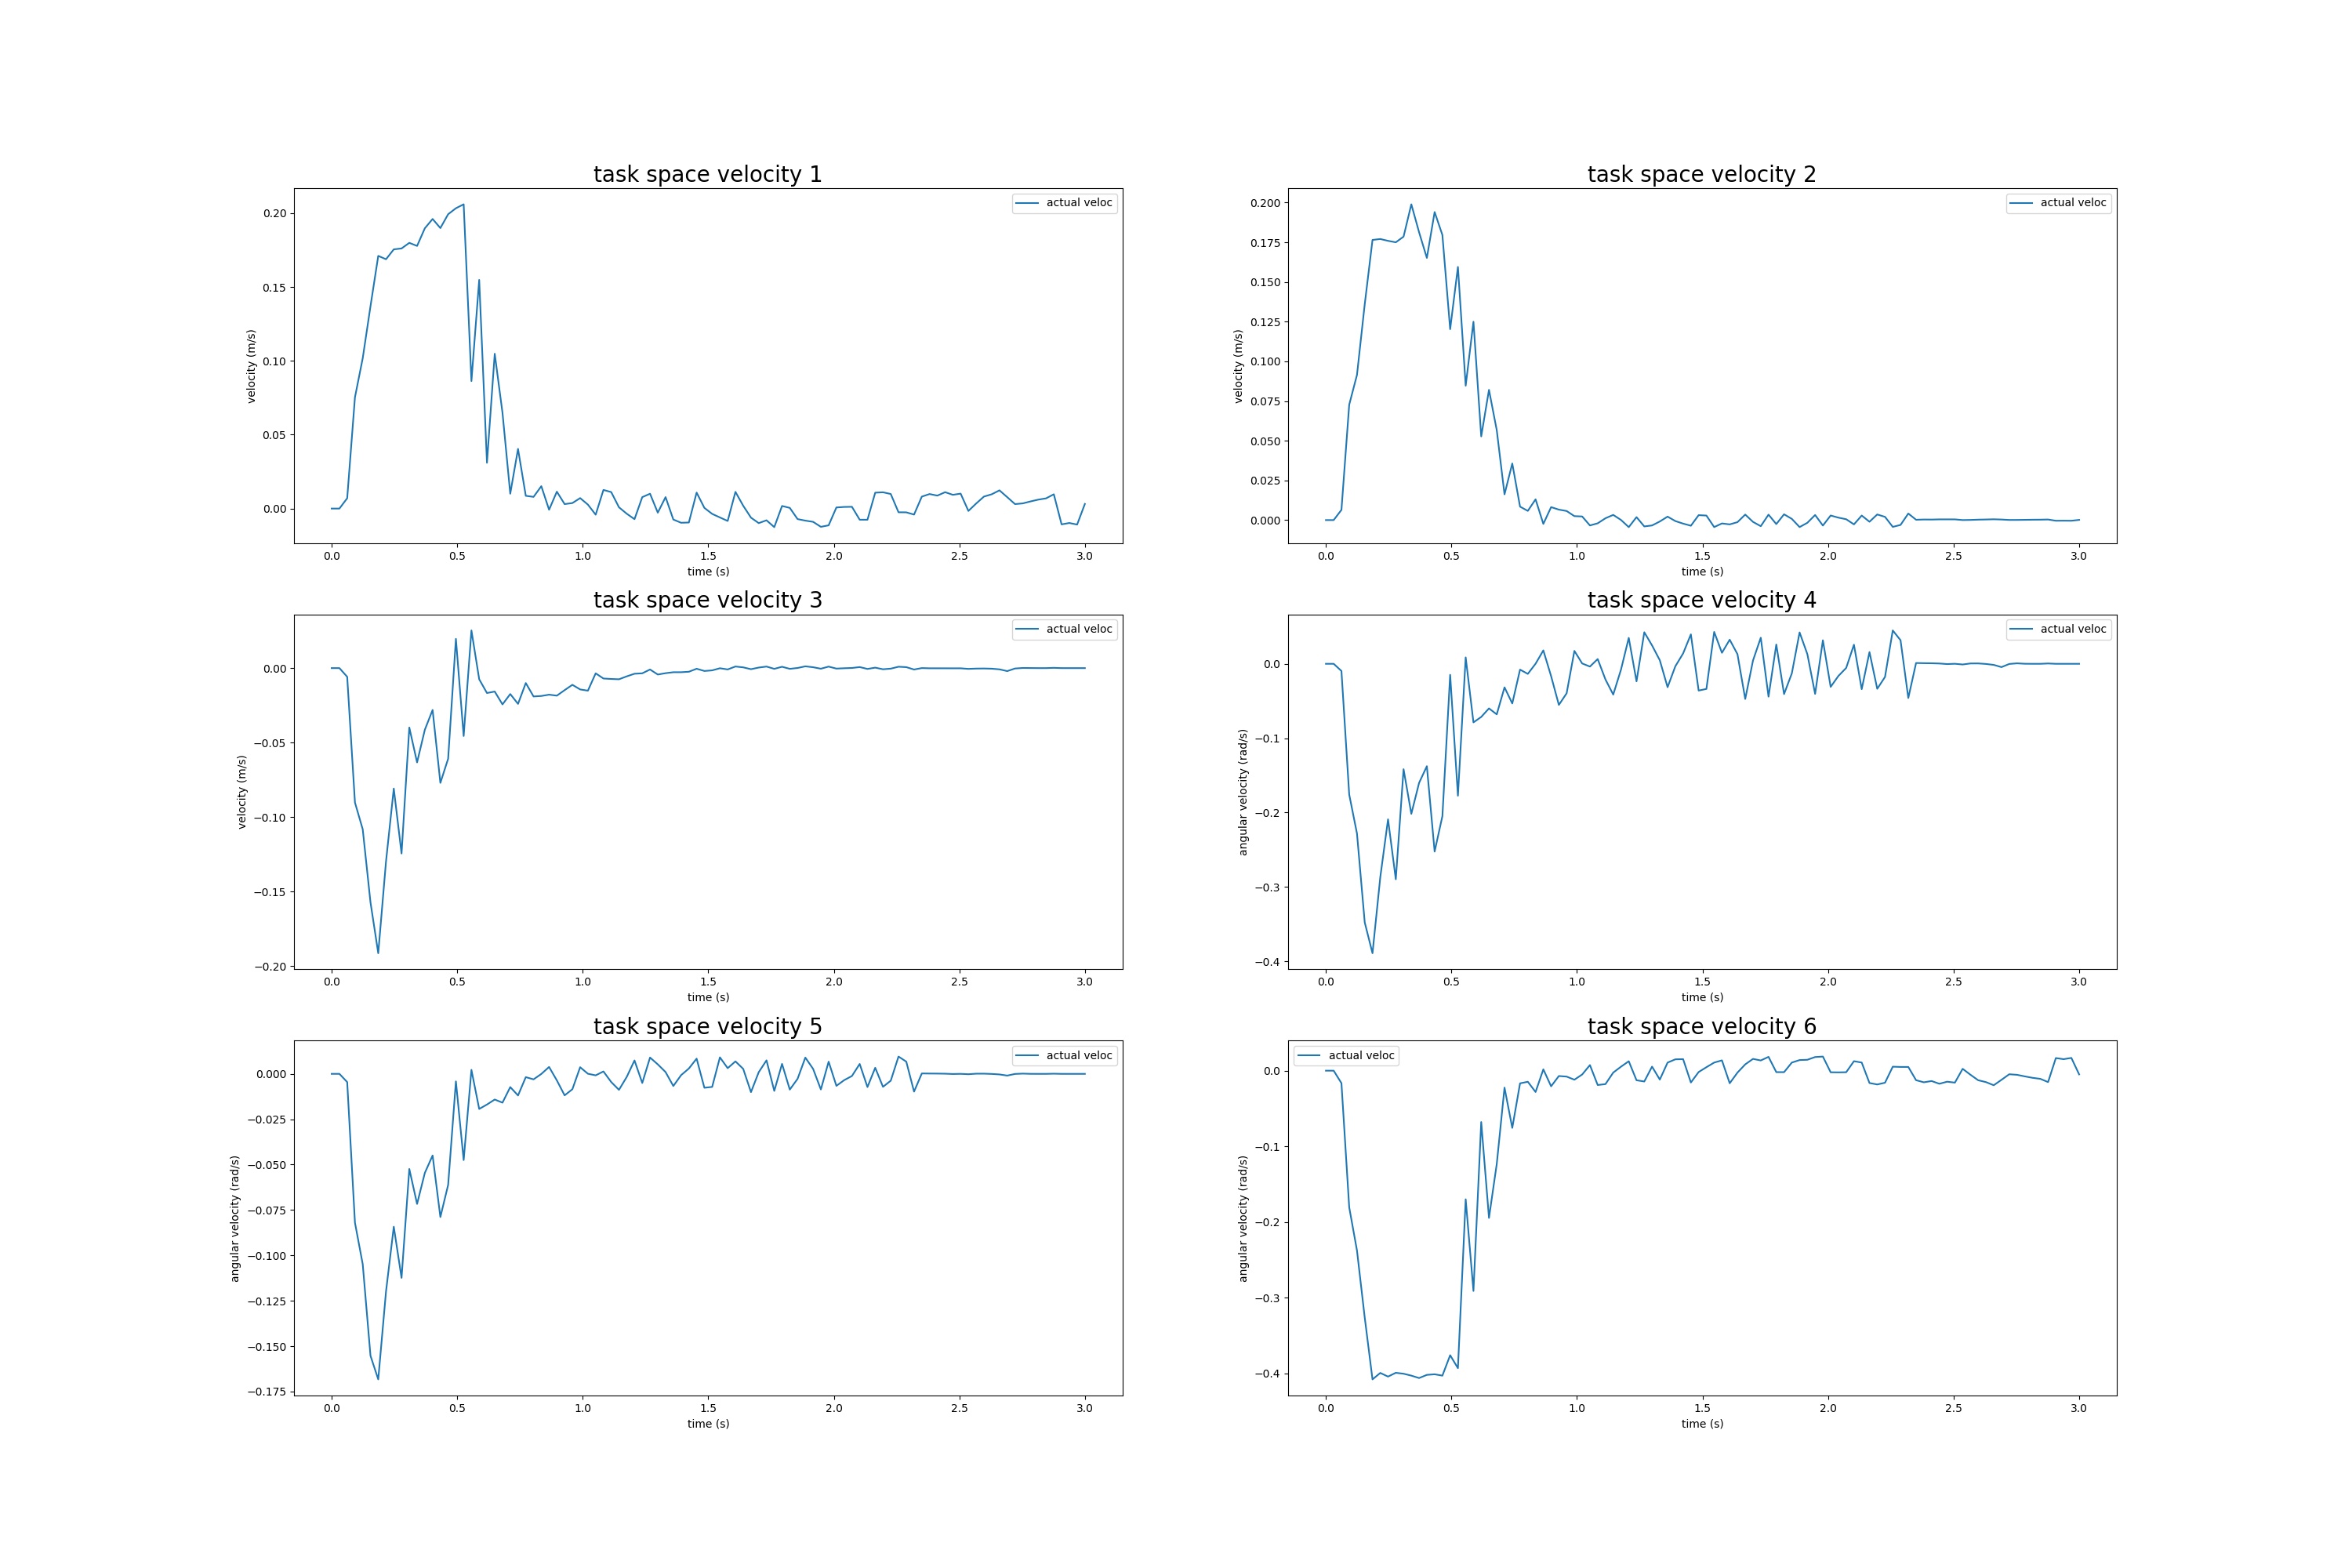 task space velocity 1
actual veloc
velocity (m/s)
0.20
0.15
0.10
0.05
0.00
0.0 0.5 1.0 1.5 2.0 2.5 3.0
time (s)
task space velocity 2
actual veloc
velocity (m/s)
0.200
0.175
0.150
0.125
0.100
0.075
0.050
0.025
0.000
0.0 0.5 1.0 1.5 2.0 2.5 3.0
time (s)
task space velocity 3
actual veloc
velocity (m/s)
0.00
−0.05
−0.10
−0.15
−0.20
0.0 0.5 1.0 1.5 2.0 2.5 3.0
time (s)
task space velocity 4
actual veloc
angular velocity (rad/s)
0.0
−0.1
−0.2
−0.3
−0.4
0.0 0.5 1.0 1.5 2.0 2.5 3.0
time (s)
task space velocity 5
actual veloc
angular velocity (rad/s)
0.000
−0.025
−0.050
−0.075
−0.100
−0.125
−0.150
−0.175
0.0 0.5 1.0 1.5 2.0 2.5 3.0
time (s)
task space velocity 6
actual veloc
angular velocity (rad/s)
0.0
−0.1
−0.2
−0.3
−0.4
0.0 0.5 1.0 1.5 2.0 2.5 3.0
time (s)